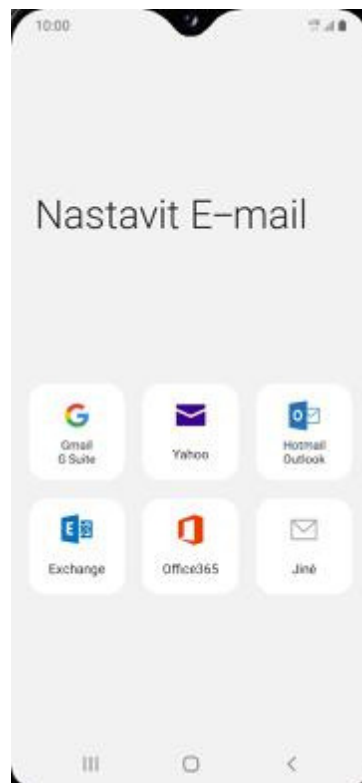 10:00
Nastavit E-mail
Gmail
G Suite
Yahoo
Hotmail
Outlook
Exchange
Office365
Jiné